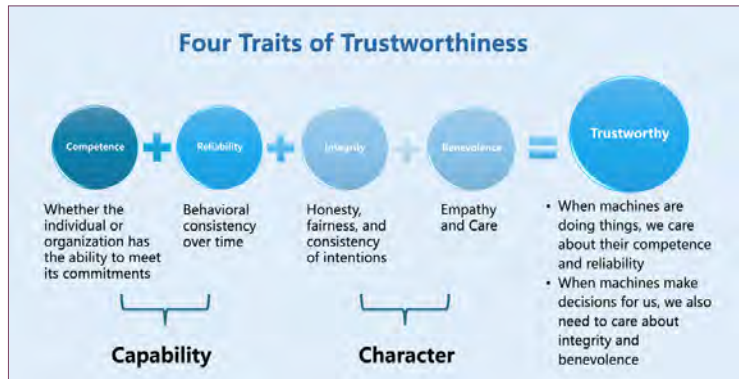 Four Traits of Trustworthiness
Competence
Reliability
Integrity
Benevolence
Trustworthy
Whether the
individual or
organization has
the ability to meet
its commitments
Behavioral
consistency
over time
Honesty,
fairness, and
consistency
of intentions
Empathy
and Care
• When machines are
doing things, we care
about their competence
and reliability
• When machines make
decisions for us, we also
need to care about
integrity and
benevolence
Capability
Character